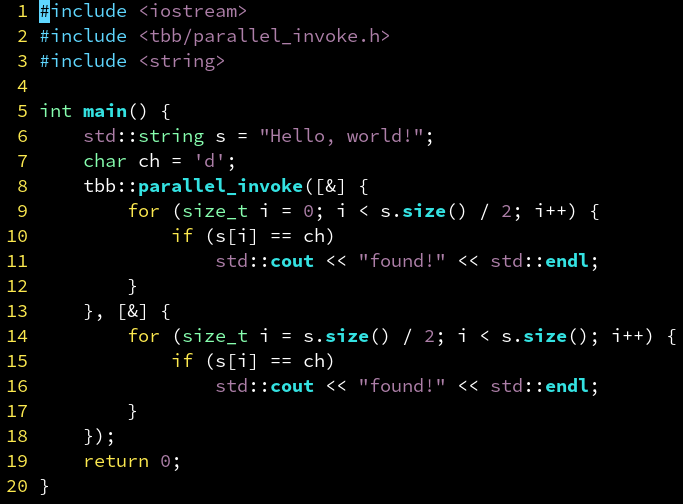 1 #include <iostream>
2 #include <tbb/parallel_invoke.h>
3 #include <string>
4
5 int main() {
6     std::string s = "Hello, world!";
7     char ch = 'd';
8     tbb::parallel_invoke([&] {
9         for (size_t i = 0; i < s.size() / 2; i++) {
10             if (s[i] == ch)
11                 std::cout << "found!" << std::endl;
12         }
13     }, [&] {
14         for (size_t i = s.size() / 2; i < s.size(); i++) {
15             if (s[i] == ch)
16                 std::cout << "found!" << std::endl;
17         }
18     });
19     return 0;
20 }